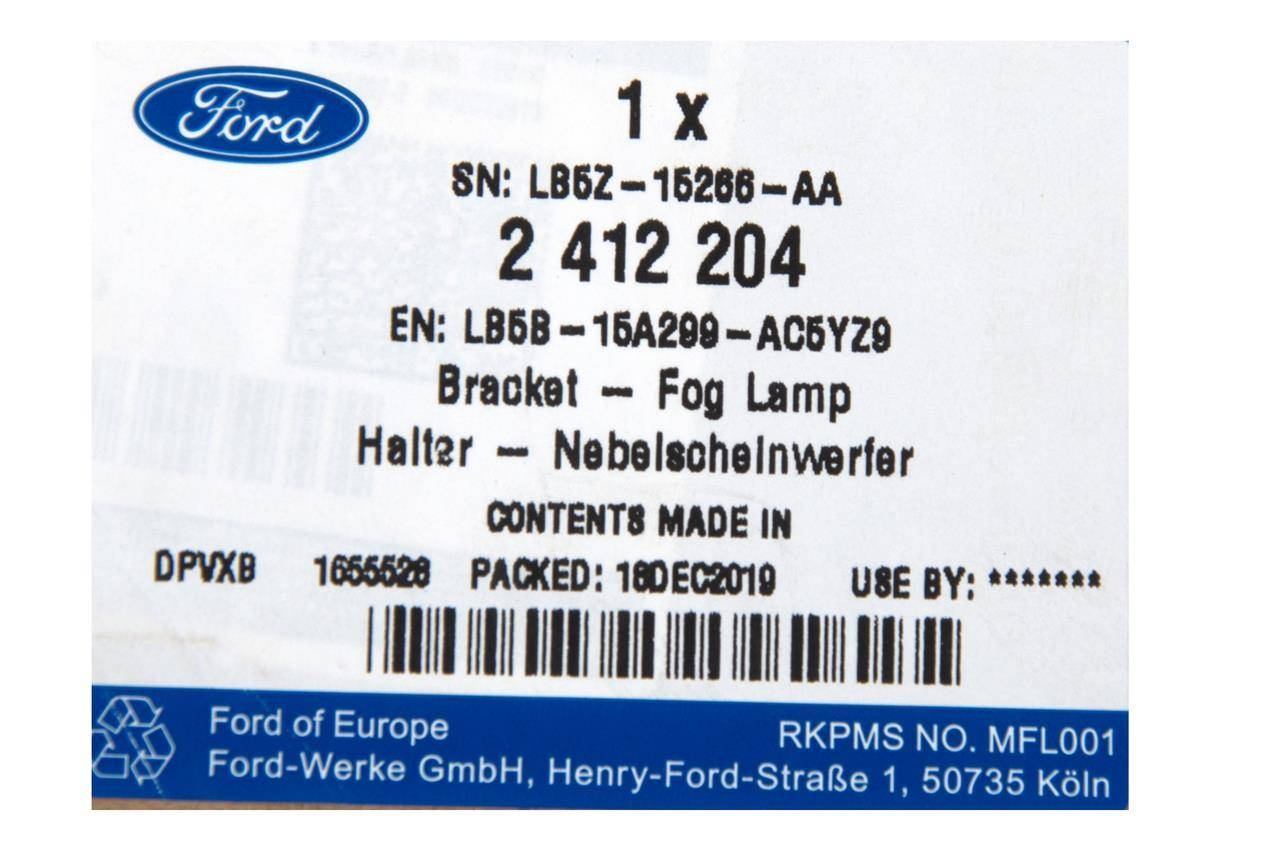 Ford
1 x
SN: LB5Z-15266-AA
2 412 204
EN: LB5B-15A299-AC5YZ9
Bracket - Fog Lamp
Halter - Nebelscheinwerfer
CONTENTS MADE IN
DPVXB 1655528 PACKED: 18DEC2019 USE BY: *******
Ford of Europe
RKPMS NO. MFL001
Ford-Werke GmbH, Henry-Ford-Straße 1, 50735 Köln